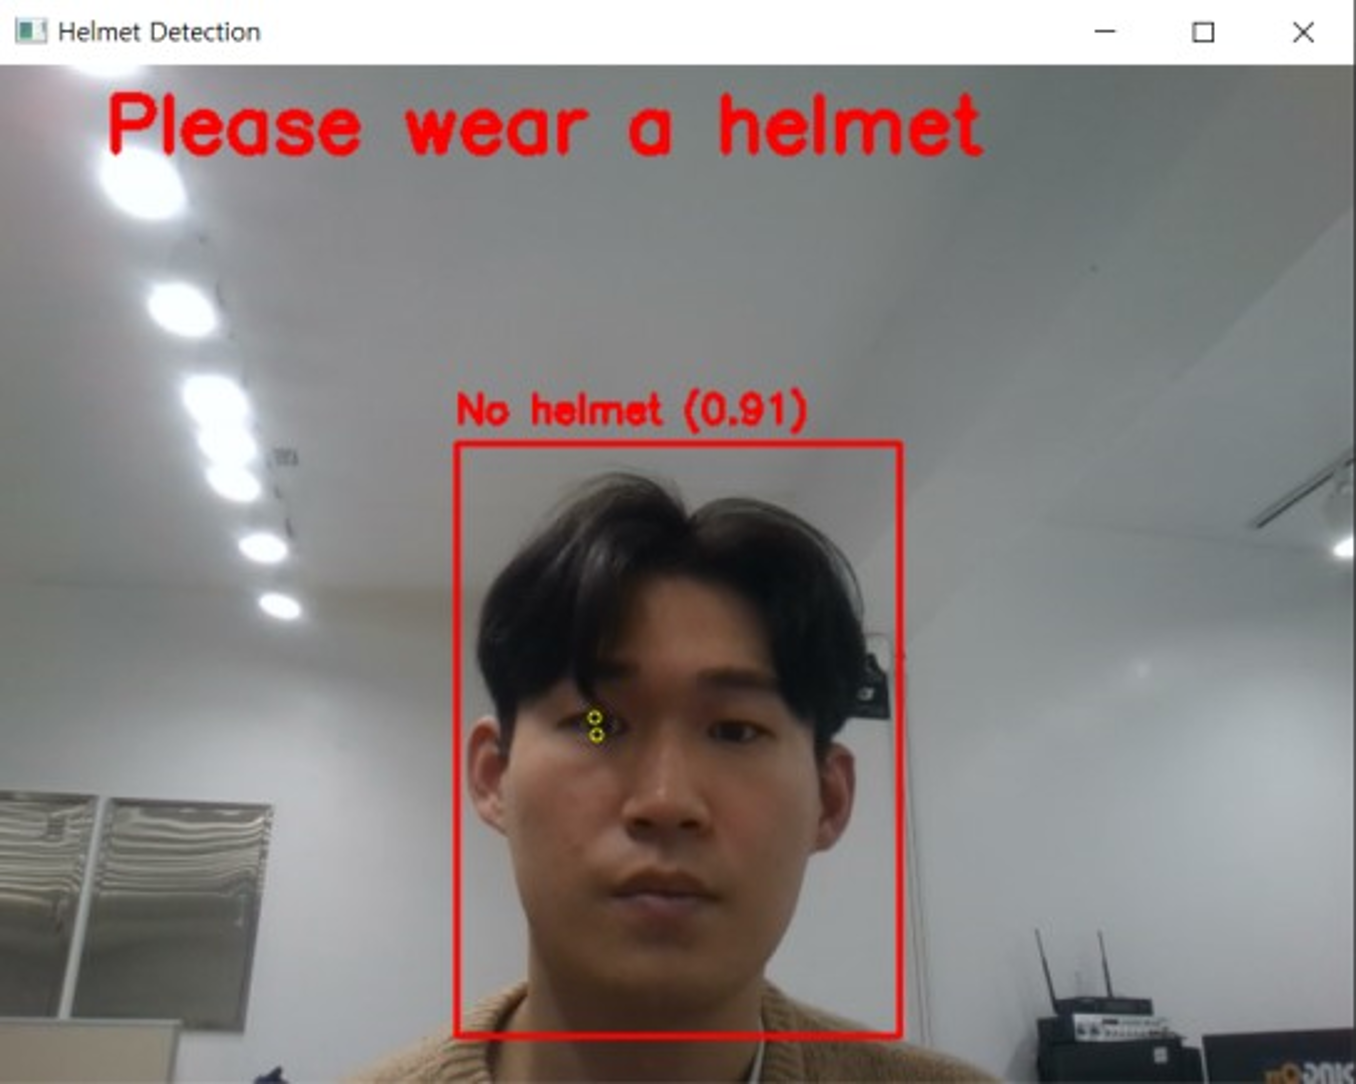 Helmet Detection
Please wear a helmet
No helmet (0.91)